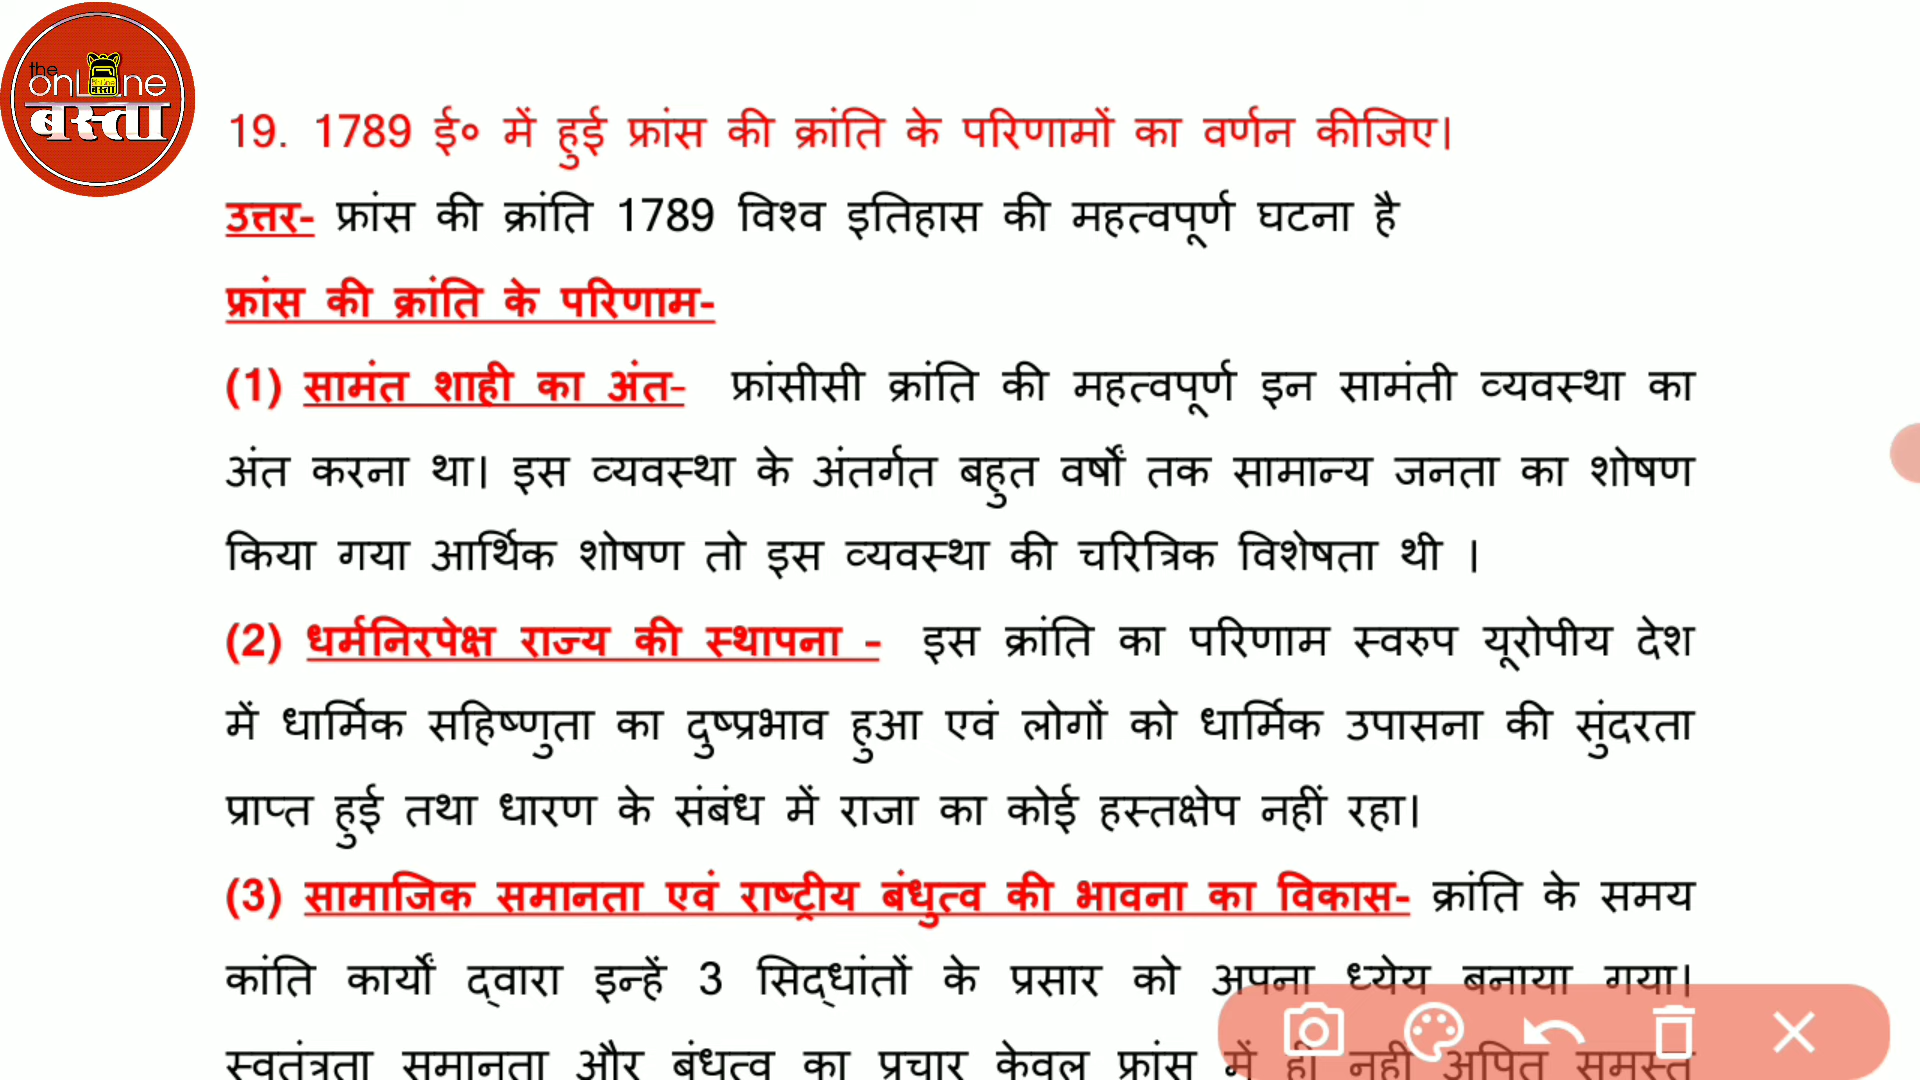 the
onLine
बस्ता
19. 1789 ई० में हुई फ्रांस की क्रांति के परिणामों का वर्णन कीजिए।
उत्तर- फ्रांस की क्रांति 1789 विश्व इतिहास की महत्वपूर्ण घटना है
फ्रांस की क्रांति के परिणाम-
(1) सामंत शाही का अंत- फ्रांसीसी क्रांति की महत्वपूर्ण इन सामंती व्यवस्था का
अंत करना था। इस व्यवस्था के अंतर्गत बहुत वर्षों तक सामान्य जनता का शोषण
किया गया आर्थिक शोषण तो इस व्यवस्था की चरित्रिक विशेषता थी ।
(2) धर्मनिरपेक्ष राज्य की स्थापना - इस क्रांति का परिणाम स्वरुप यूरोपीय देश
में धार्मिक सहिष्णुता का दुष्प्रभाव हुआ एवं लोगों को धार्मिक उपासना की सुंदरता
प्राप्त हुई तथा धारण के संबंध में राजा का कोई हस्तक्षेप नहीं रहा।
(3) सामाजिक समानता एवं राष्ट्रीय बंधुत्व की भावना का विकास- क्रांति के समय
कांति कार्यों द्वारा इन्हें 3 सिद्धांतों के प्रसार को अपना ध्येय बनाया गया।
स्वतंत्रता समानता और बंधुत्व का प्रचार केवल फ्रांस में ही नही अपित समस्त